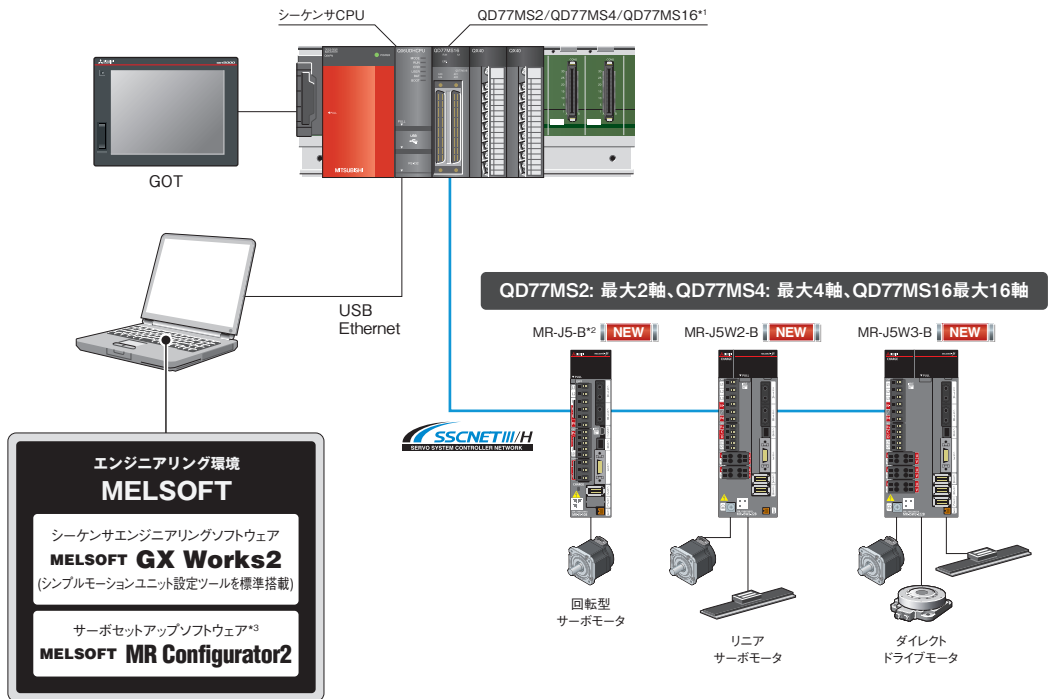 シーケンサCPU
QD77MS2/QD77MS4/QD77MS16*1
MITSUBISHI
GOT
USB
Ethernet
QD77MS2: 最大2軸、QD77MS4: 最大4軸、QD77MS16最大16軸
MR-J5-B*2 NEW
MR-J5W2-B NEW
MR-J5W3-B NEW
SSCNETIII/H
SERVO SYSTEM CONTROLLER NETWORK
エンジニアリング環境
MELSOFT
シーケンサエンジニアリングソフトウェア
MELSOFT GX Works2
(シンプルモーションユニット設定ツールを標準搭載)
サーボセットアップソフトウェア*3
MELSOFT MR Configurator2
回転型
サーボモータ
リニア
サーボモータ
ダイレクト
ドライブモータ